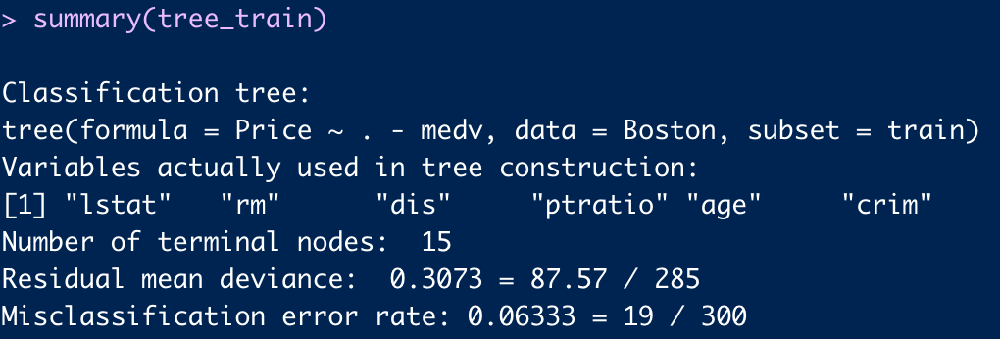 > summary(tree_train)
Classification tree:
tree(formula = Price ~ . - medv, data = Boston, subset = train)
Variables actually used in tree construction:
[1] "lstat"   "rm"      "dis"     "ptratio" "age"     "crim"
Number of terminal nodes:  15
Residual mean deviance:  0.3073 = 87.57 / 285
Misclassification error rate: 0.06333 = 19 / 300